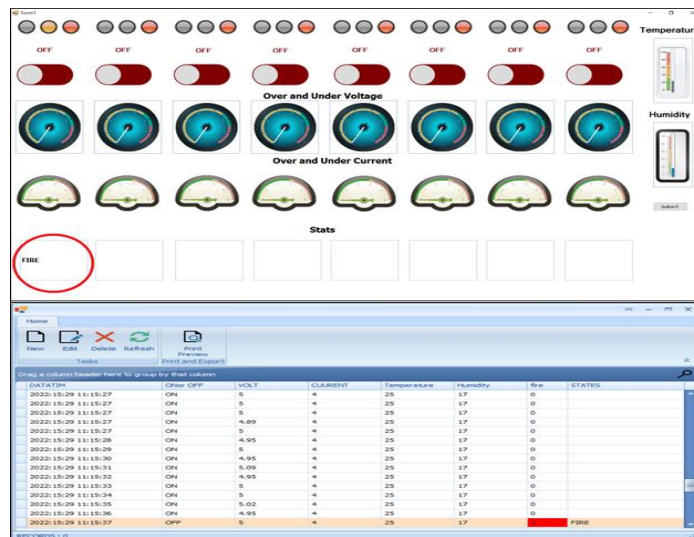 Form1
OFF OFF OFF OFF OFF OFF OFF OFF
Temperatur
Over and Under Voltage
Humidity
Over and Under Current
button3
Stats
FIRE
Home
New Edit Delete Refresh Print Preview
Tasks Print and Export
Drag a column header here to group by that column
DATATIM ONor OFF VOLT CUURENT Temperature Humidity fire STATES
2022:15:29 11:15:27 ON 5 4 25 17 0
2022:15:29 11:15:27 ON 5 4 25 17 0
2022:15:29 11:15:27 ON 5 4 25 17 0
2022:15:29 11:15:27 ON 4.89 4 25 17 0
2022:15:29 11:15:27 ON 5 4 25 17 0
2022:15:29 11:15:28 ON 4.95 4 25 17 0
2022:15:29 11:15:29 ON 5 4 25 17 0
2022:15:29 11:15:30 ON 4.95 4 25 17 0
2022:15:29 11:15:31 ON 5.09 4 25 17 0
2022:15:29 11:15:32 ON 4.95 4 25 17 0
2022:15:29 11:15:33 ON 5 4 25 17 0
2022:15:29 11:15:34 ON 5 4 25 17 0
2022:15:29 11:15:35 ON 5.02 4 25 17 0
2022:15:29 11:15:36 ON 4.95 4 25 17 0
2022:15:29 11:15:37 OFF 5 4 25 17 FIRE
RECORDS : 0